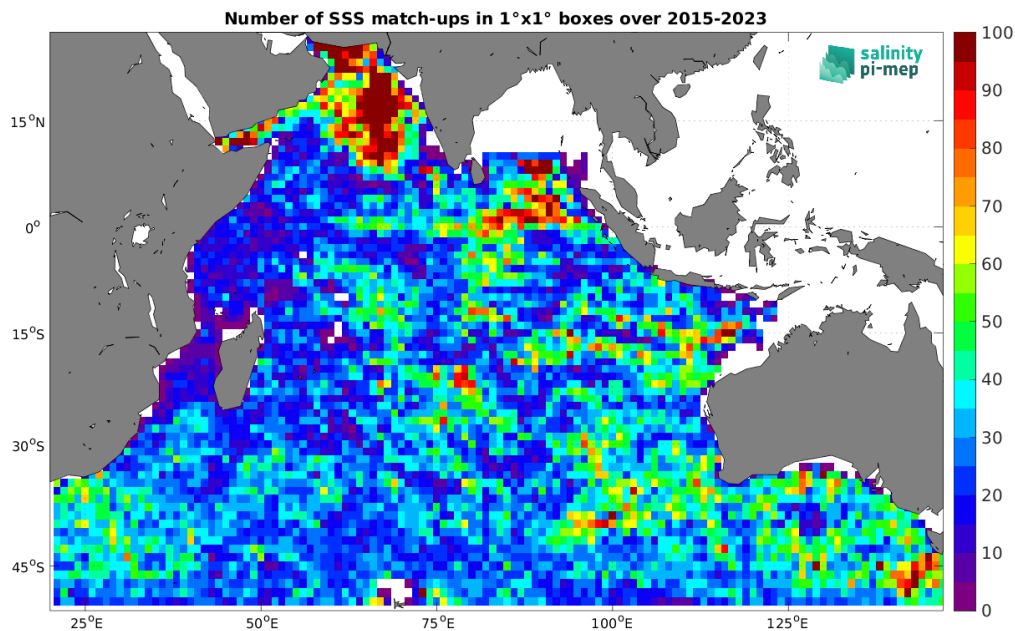 Number of SSS match-ups in 1°x1° boxes over 2015-2023
salinity
pi-mep
100
90
80
70
60
50
40
30
20
10
0
15°N
0°
15°S
30°S
45°S
25°E
50°E
75°E
100°E
125°E